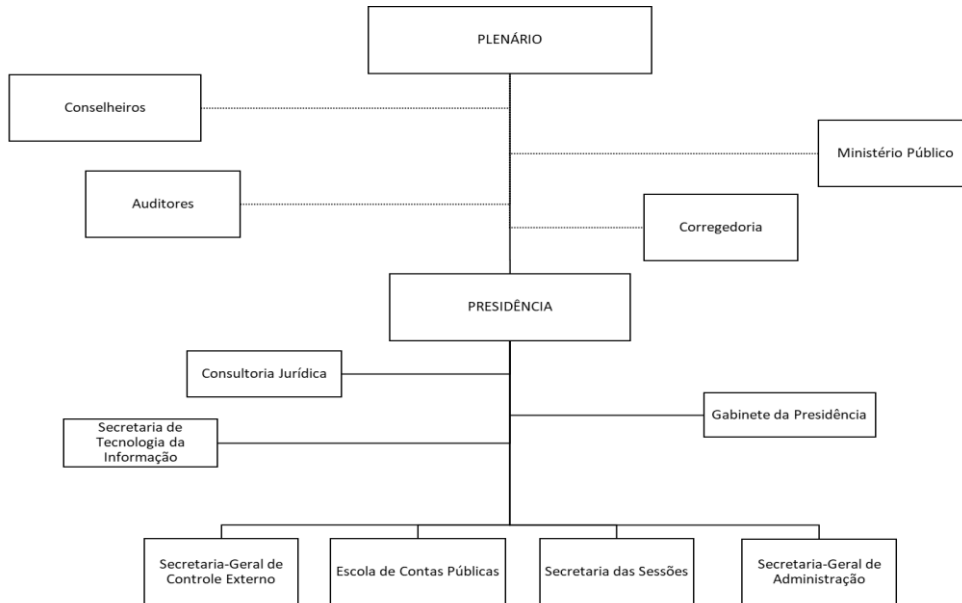 PLENÁRIO
Conselheiros
Ministério Público
Auditores
Corregedoria
PRESIDÊNCIA
Consultoria Jurídica
Gabinete da Presidência
Secretaria de
Tecnologia da
Informação
Secretaria-Geral de
Controle Externo
Escola de Contas Públicas
Secretaria das Sessões
Secretaria-Geral de
Administração